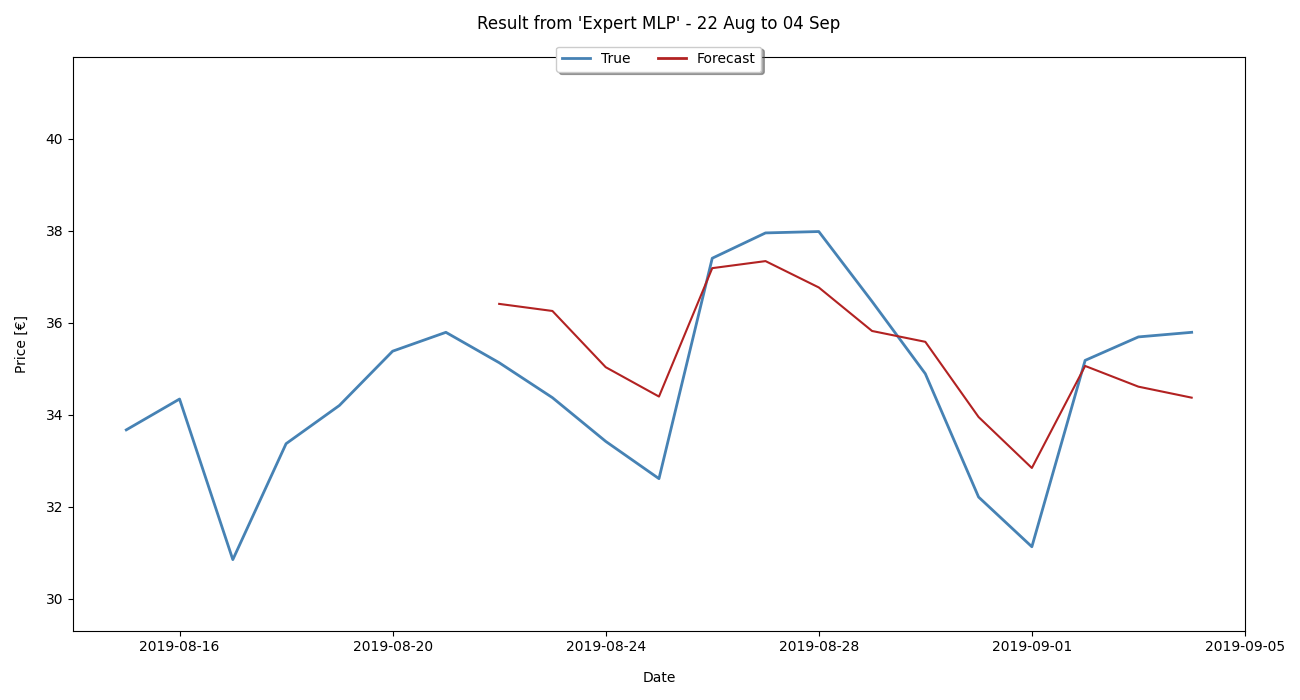 Result from 'Expert MLP' - 22 Aug to 04 Sep
True Forecast
Price [€]
40
38
36
34
32
30
2019-08-16 2019-08-20 2019-08-24 2019-08-28 2019-09-01 2019-09-05
Date